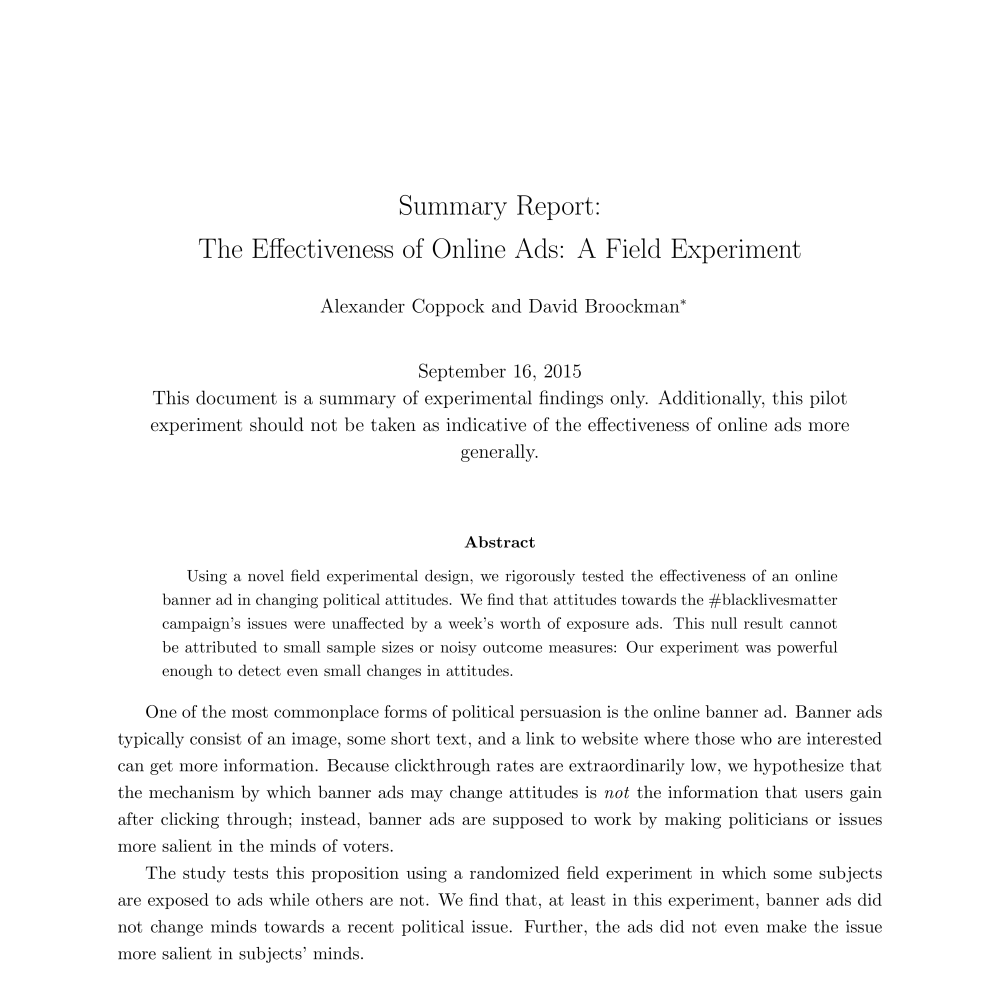 Summary Report:
The Effectiveness of Online Ads: A Field Experiment
Alexander Coppock and David Broockman*
September 16, 2015
This document is a summary of experimental findings only. Additionally, this pilot
experiment should not be taken as indicative of the effectiveness of online ads more
generally.
Abstract
Using a novel field experimental design, we rigorously tested the effectiveness of an online
banner ad in changing political attitudes. We find that attitudes towards the #blacklivesmatter
campaign's issues were unaffected by a week's worth of exposure ads. This null result cannot
be attributed to small sample sizes or noisy outcome measures: Our experiment was powerful
enough to detect even small changes in attitudes.
One of the most commonplace forms of political persuasion is the online banner ad. Banner ads
typically consist of an image, some short text, and a link to website where those who are interested
can get more information. Because clickthrough rates are extraordinarily low, we hypothesize that
the mechanism by which banner ads may change attitudes is not the information that users gain
after clicking through; instead, banner ads are supposed to work by making politicians or issues
more salient in the minds of voters.
The study tests this proposition using a randomized field experiment in which some subjects
are exposed to ads while others are not. We find that, at least in this experiment, banner ads did
not change minds towards a recent political issue. Further, the ads did not even make the issue
more salient in subjects' minds.